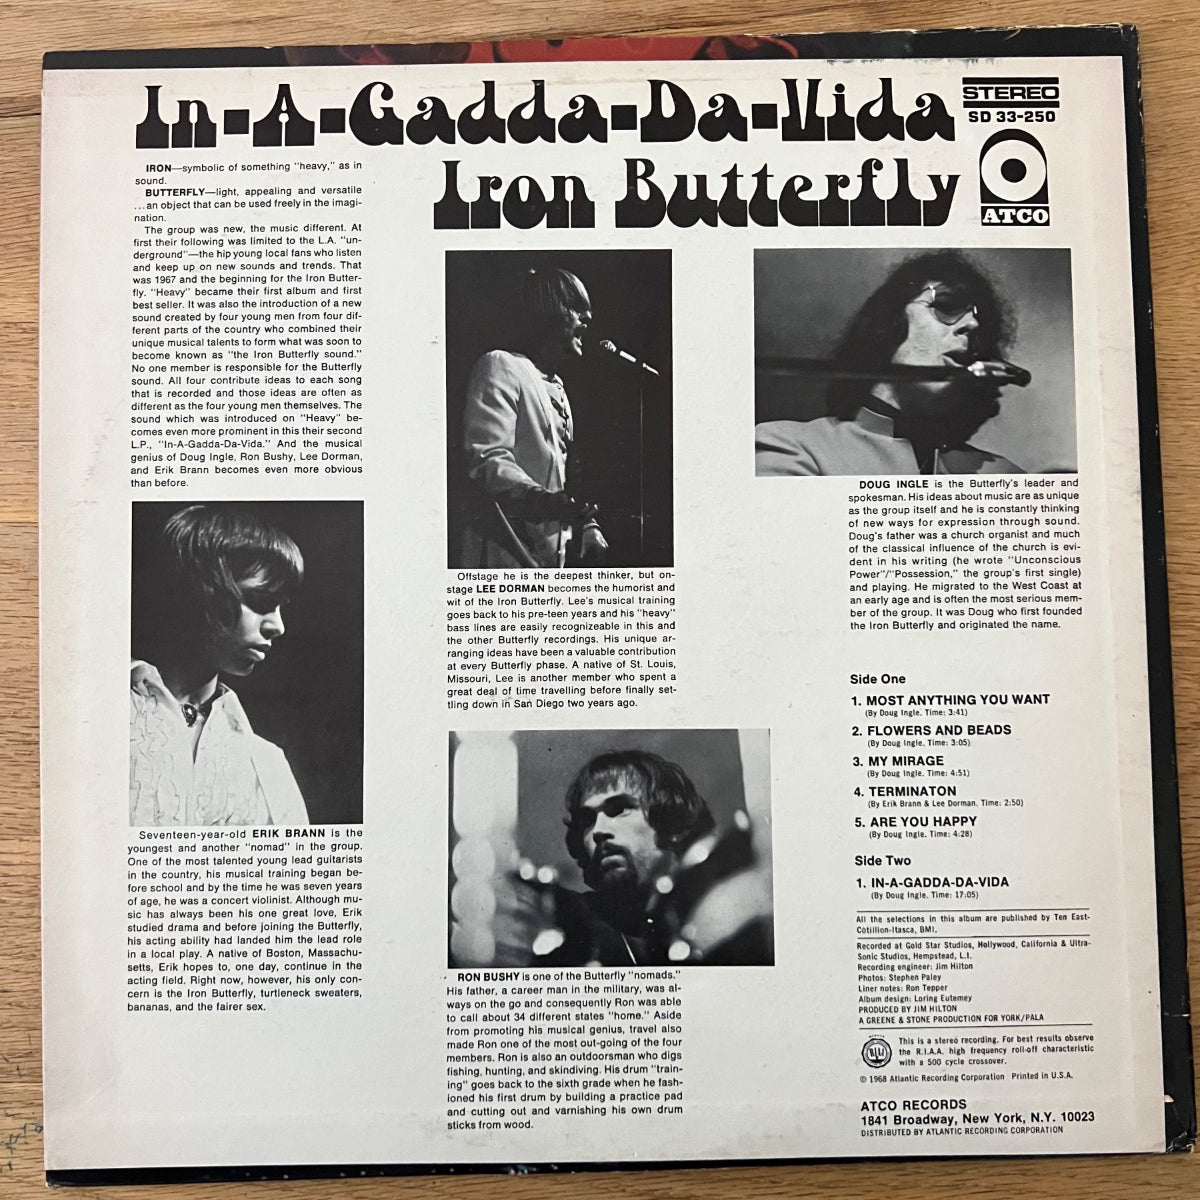 In-A-Gadda-Da-Vida
Iron Butterfly
STEREO
SD 33-250
ATCO
IRON—symbolic of something "heavy," as in
sound.
BUTTERFLY—light, appealing and versatile
...an object that can be used freely in the imagi-
nation.
The group was new, the music different. At
first their following was limited to the L.A. "un-
derground"—the hip young local fans who listen
and keep up on new sounds and trends. That
was 1967 and the beginning for the Iron Butter-
fly. "Heavy" became their first album and first
best seller. It was also the introduction of a new
sound created by four young men from four dif-
ferent parts of the country who combined their
unique musical talents to form what was soon to
become known as "the Iron Butterfly sound."
No one member is responsible for the Butterfly
sound. All four contribute ideas to each song
that is recorded and those ideas are often as
different as the four young men themselves. The
sound which was introduced on "Heavy" be-
comes even more prominent in this their second
L.P., "In-A-Gadda-Da-Vida." And the musical
genius of Doug Ingle, Ron Bushy, Lee Dorman,
and Erik Brann becomes even more obvious
than before.
Seventeen-year-old ERIK BRANN is the
youngest and another "nomad" in the group.
One of the most talented young lead guitarists
in the country, his musical training began be-
fore school and by the time he was seven years
of age, he was a concert violinist. Although mu-
sic has always been his one great love, Erik
studied drama and before joining the Butterfly,
his acting ability had landed him the lead role
in a local play. A native of Boston, Massachu-
setts, Erik hopes to, one day, continue in the
acting field. Right now, however, his only con-
cern is the Iron Butterfly, turtleneck sweaters,
bananas, and the fairer sex.
Offstage he is the deepest thinker, but on-
stage LEE DORMAN becomes the humorist and
wit of the Iron Butterfly. Lee's musical training
goes back to his pre-teen years and his "heavy"
bass lines are easily recognizeable in this and
the other Butterfly recordings. His unique ar-
ranging ideas have been a valuable contribution
at every Butterfly phase. A native of St. Louis,
Missouri, Lee is another member who spent a
great deal of time travelling before finally set-
tling down in San Diego two years ago.
RON BUSHY is one of the Butterfly "nomads."
His father, a career man in the military, was al-
ways on the go and consequently Ron was able
to call about 34 different states "home." Aside
from promoting his musical genius, travel also
made Ron one of the most out-going of the four
members. Ron is also an outdoorsman who digs
fishing, hunting, and skindiving. His drum "train-
ing" goes back to the sixth grade when he fash-
ioned his first drum by building a practice pad
and cutting out and varnishing his own drum
sticks from wood.
DOUG INGLE is the Butterfly's leader and
spokesman. His ideas about music are as unique
as the group itself and he is constantly thinking
of new ways for expression through sound.
Doug's father was a church organist and much
of the classical influence of the church is evi-
dent in his writing (he wrote "Unconscious
Power"/"Possession," the group's first single)
and playing. He migrated to the West Coast at
an early age and is often the most serious mem-
ber of the group. It was Doug who first founded
the Iron Butterfly and originated the name.
Side One
1. MOST ANYTHING YOU WANT
(By Doug Ingle. Time: 3:41)
2. FLOWERS AND BEADS
(By Doug Ingle. Time: 3:05)
3. MY MIRAGE
(By Doug Ingle. Time: 4:51)
4. TERMINATON
(By Erik Brann & Lee Dorman. Time: 2:50)
5. ARE YOU HAPPY
(By Doug Ingle. Time: 4:28)
Side Two
1. IN-A-GADDA-DA-VIDA
(By Doug Ingle. Time: 17:05)
All the selections in this album are published by Ten East-
Cotillion-Itasca, BMI.
Recorded at Gold Star Studios, Hollywood, California & Ultra-
Sonic Studios, Hempstead, L.I.
Recording engineer: Jim Hilton
Photos: Stephen Paley
Liner notes: Ron Tepper
Album design: Loring Eutemey
PRODUCED BY JIM HILTON
A GREENE & STONE PRODUCTION FOR YORK/PALA
This is a stereo recording. For best results observe
the R.I.A.A. high frequency roll-off characteristic
with a 500 cycle crossover.
© 1968 Atlantic Recording Corporation Printed in U.S.A.
ATCO RECORDS
1841 Broadway, New York, N.Y. 10023
DISTRIBUTED BY ATLANTIC RECORDING CORPORATION